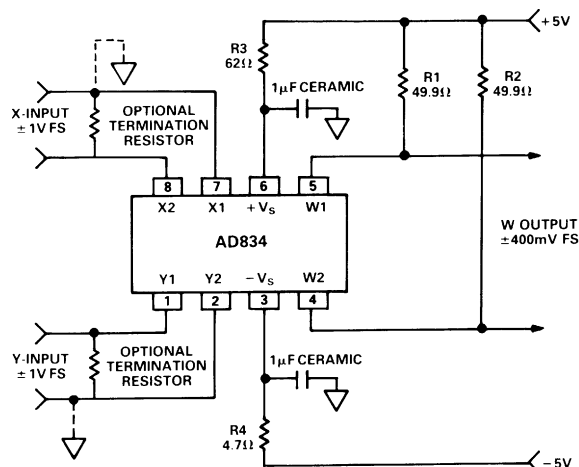 +5V
R3
62Ω
R1
49.9Ω
R2
49.9Ω
1μF CERAMIC
X-INPUT
±1V FS
OPTIONAL
TERMINATION
RESISTOR
8
7
6
5
X2
X1
+VS
W1
AD834
W OUTPUT
±400mV FS
Y1
Y2
−VS
W2
1
2
3
4
Y-INPUT
±1V FS
OPTIONAL
TERMINATION
RESISTOR
1μF CERAMIC
R4
4.7Ω
−5V